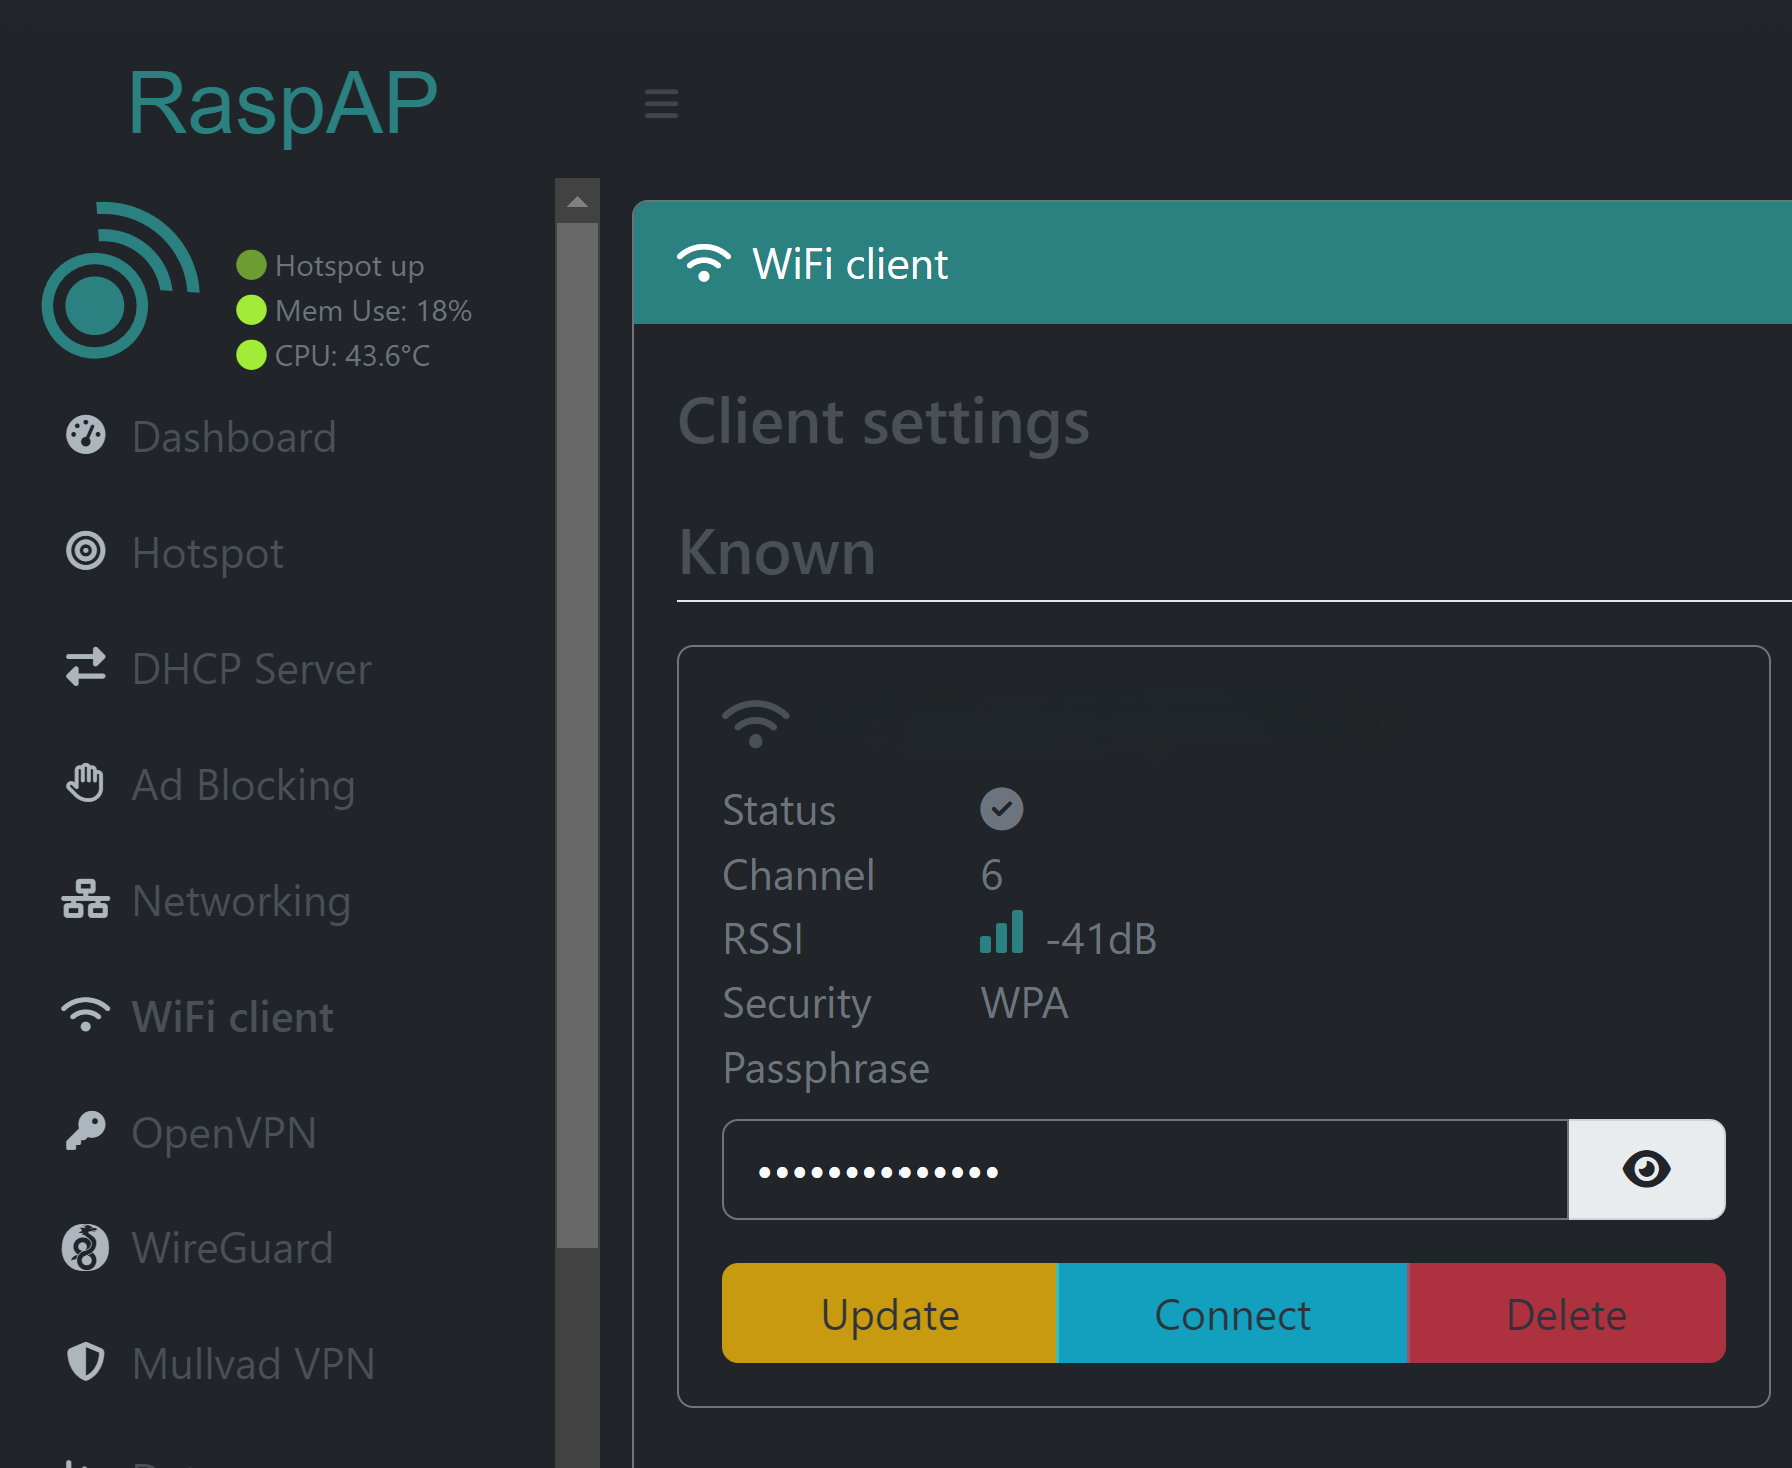 RaspAP
Hotspot up
Mem Use: 18%
CPU: 43.6°C
Dashboard
Hotspot
DHCP Server
Ad Blocking
Networking
WiFi client
OpenVPN
WireGuard
Mullvad VPN
WiFi client
Client settings
Known
Status
Channel 6
RSSI -41dB
Security WPA
Passphrase
••••••••••••••
Update Connect Delete